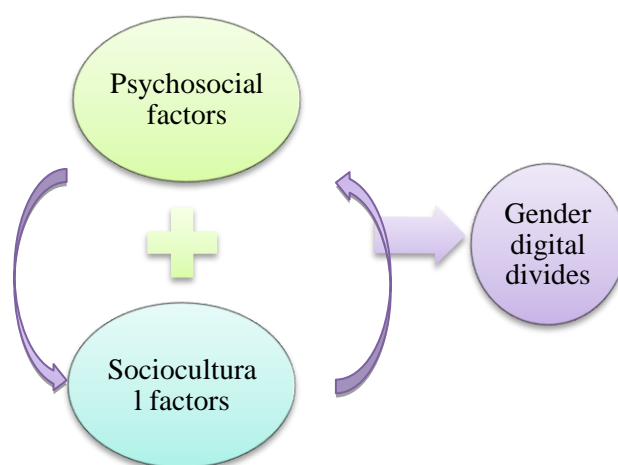 Psychosocial
factors
Gender
digital
divides
Sociocultura
l factors